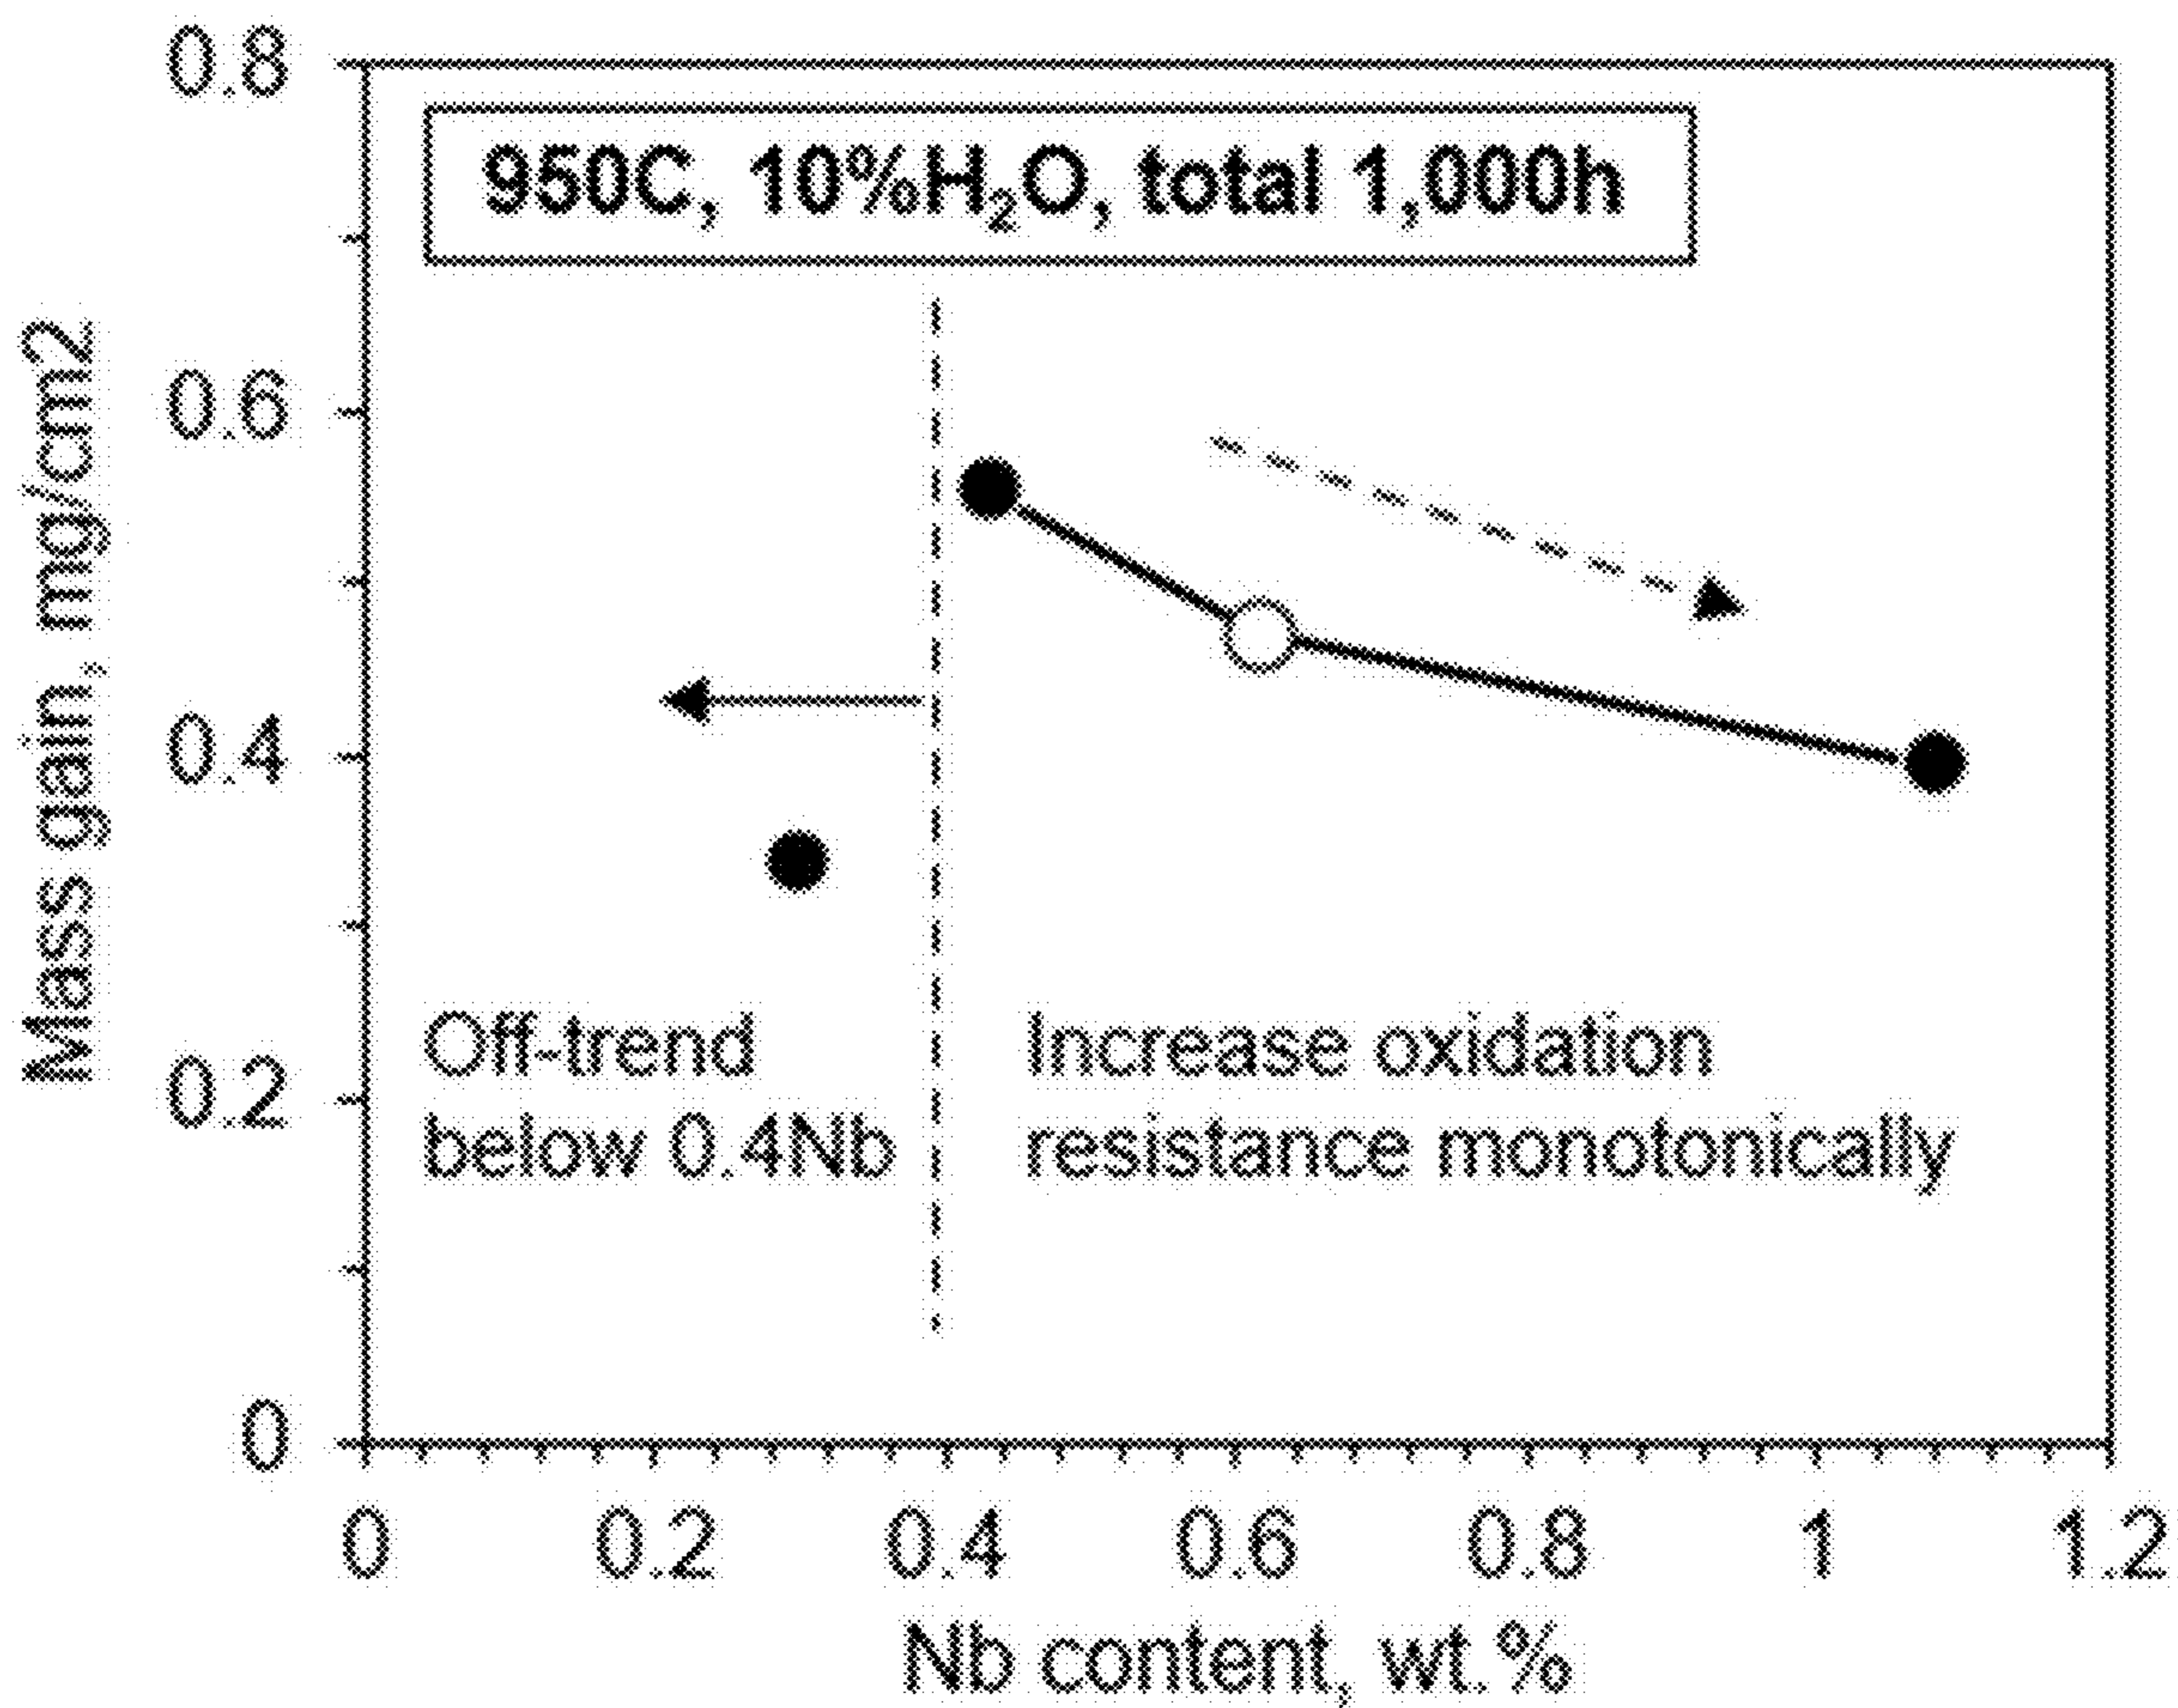 0.8
950C, 10%H₂O, total 1,000h
0.6
0.4
0.2
0
Mass gain, mg/cm2
Off-trend
below 0.4Nb
Increase oxidation
resistance monotonically
0 0.2 0.4 0.6 0.8 1 1.2
Nb content, wt.%